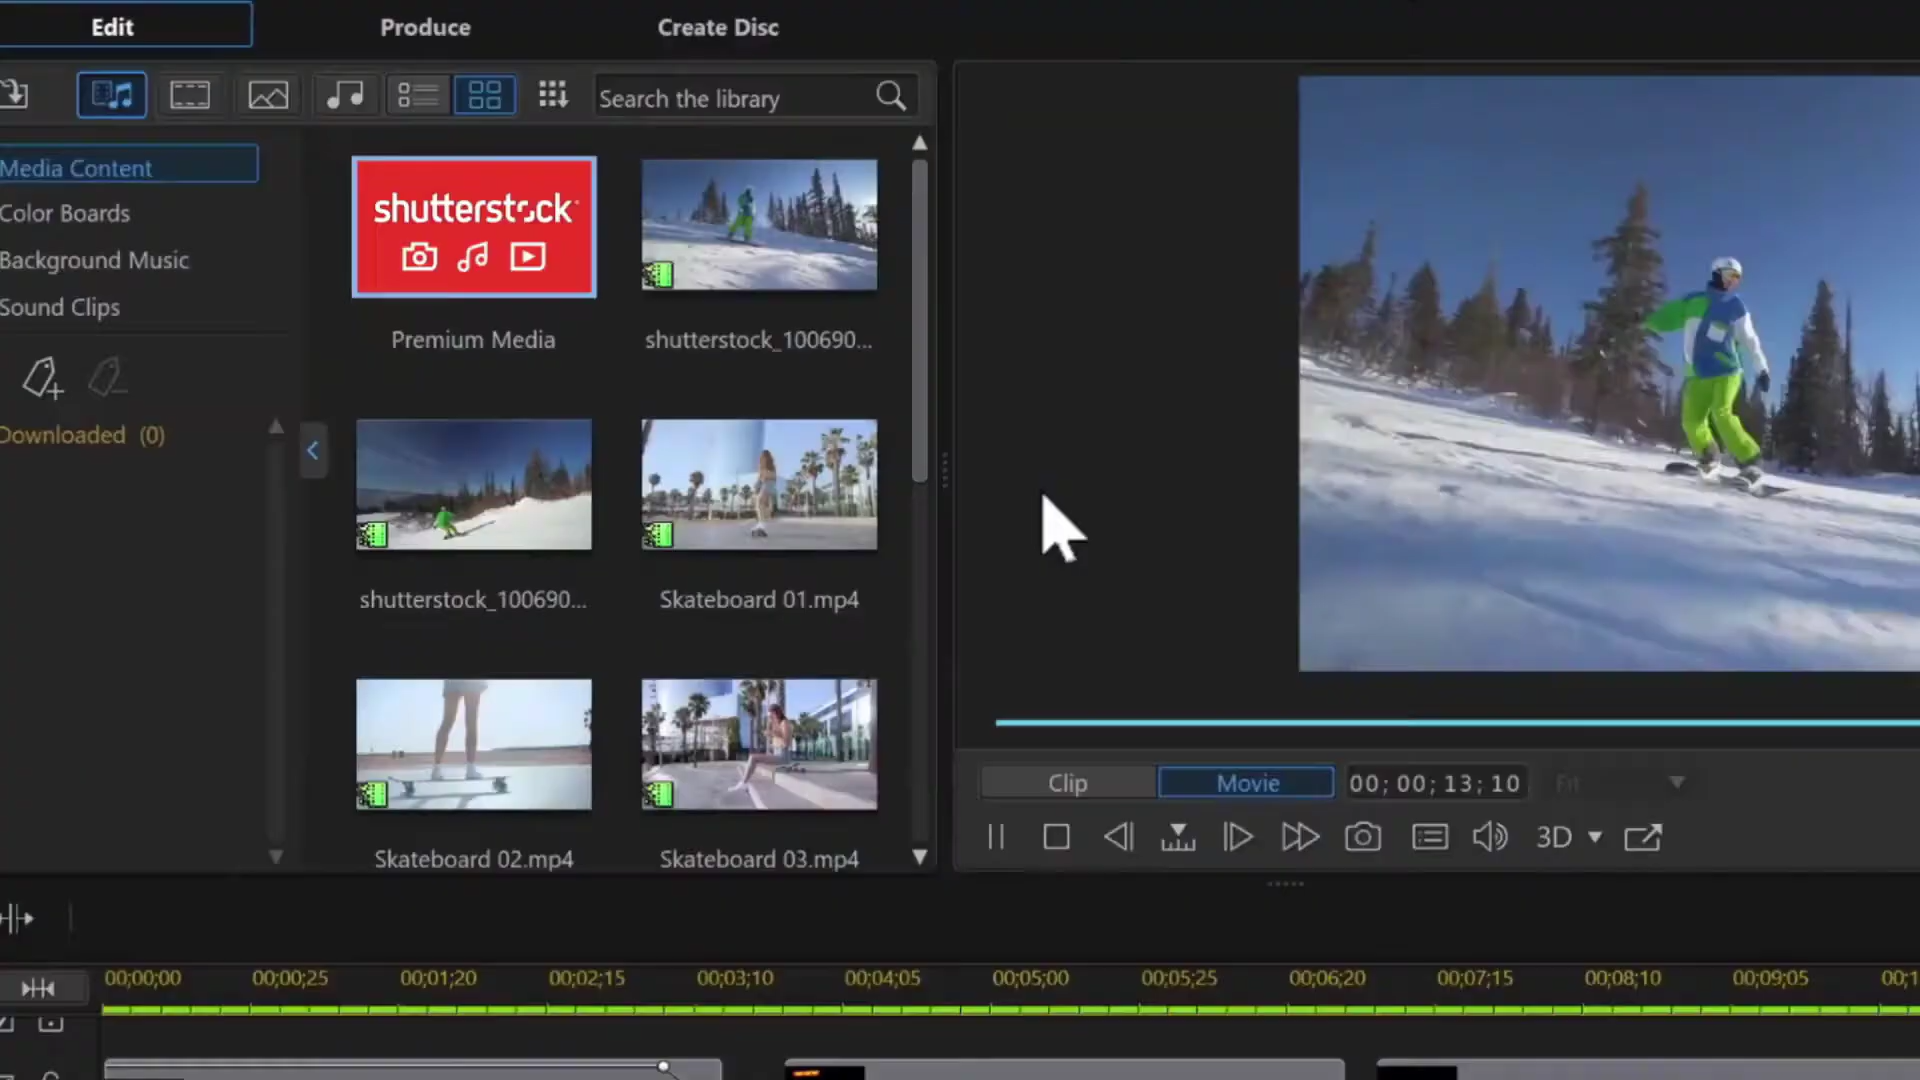 Edit
Produce
Create Disc
Search the library
Media Content
Color Boards
Background Music
Sound Clips
Downloaded (0)
shutterstock
Premium Media
shutterstock_100690...
shutterstock_100690...
Skateboard 01.mp4
Skateboard 02.mp4
Skateboard 03.mp4
Clip
Movie
00; 00; 13; 10
Fit
3D
00;00;00
00;00;25
00;01;20
00;02;15
00;03;10
00;04;05
00;05;00
00;05;25
00;06;20
00;07;15
00;08;10
00;09;05
00;1